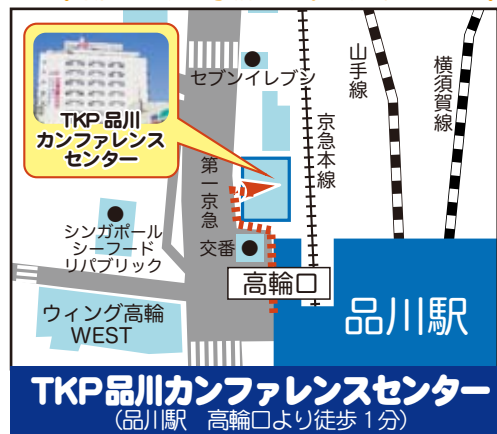 TKP 品川
カンファレンス
センター
セブンイレブン
山手線
横須賀線
京急本線
第一京急
シンガポール
シーフード
リパブリック
交番
高輪口
ウィング高輪
WEST
品川駅
TKP品川カンファレンスセンター
(品川駅 高輪口より徒歩1分)